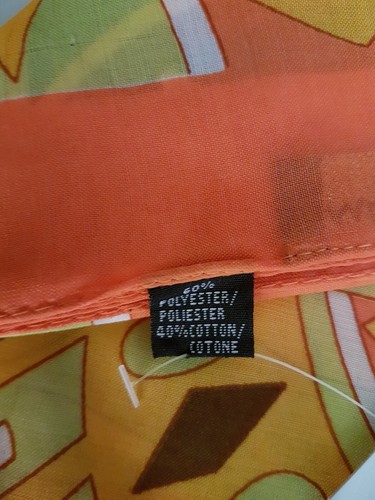 60%
POLYESTER/
POLIESTER
40%COTTON/
COTONE